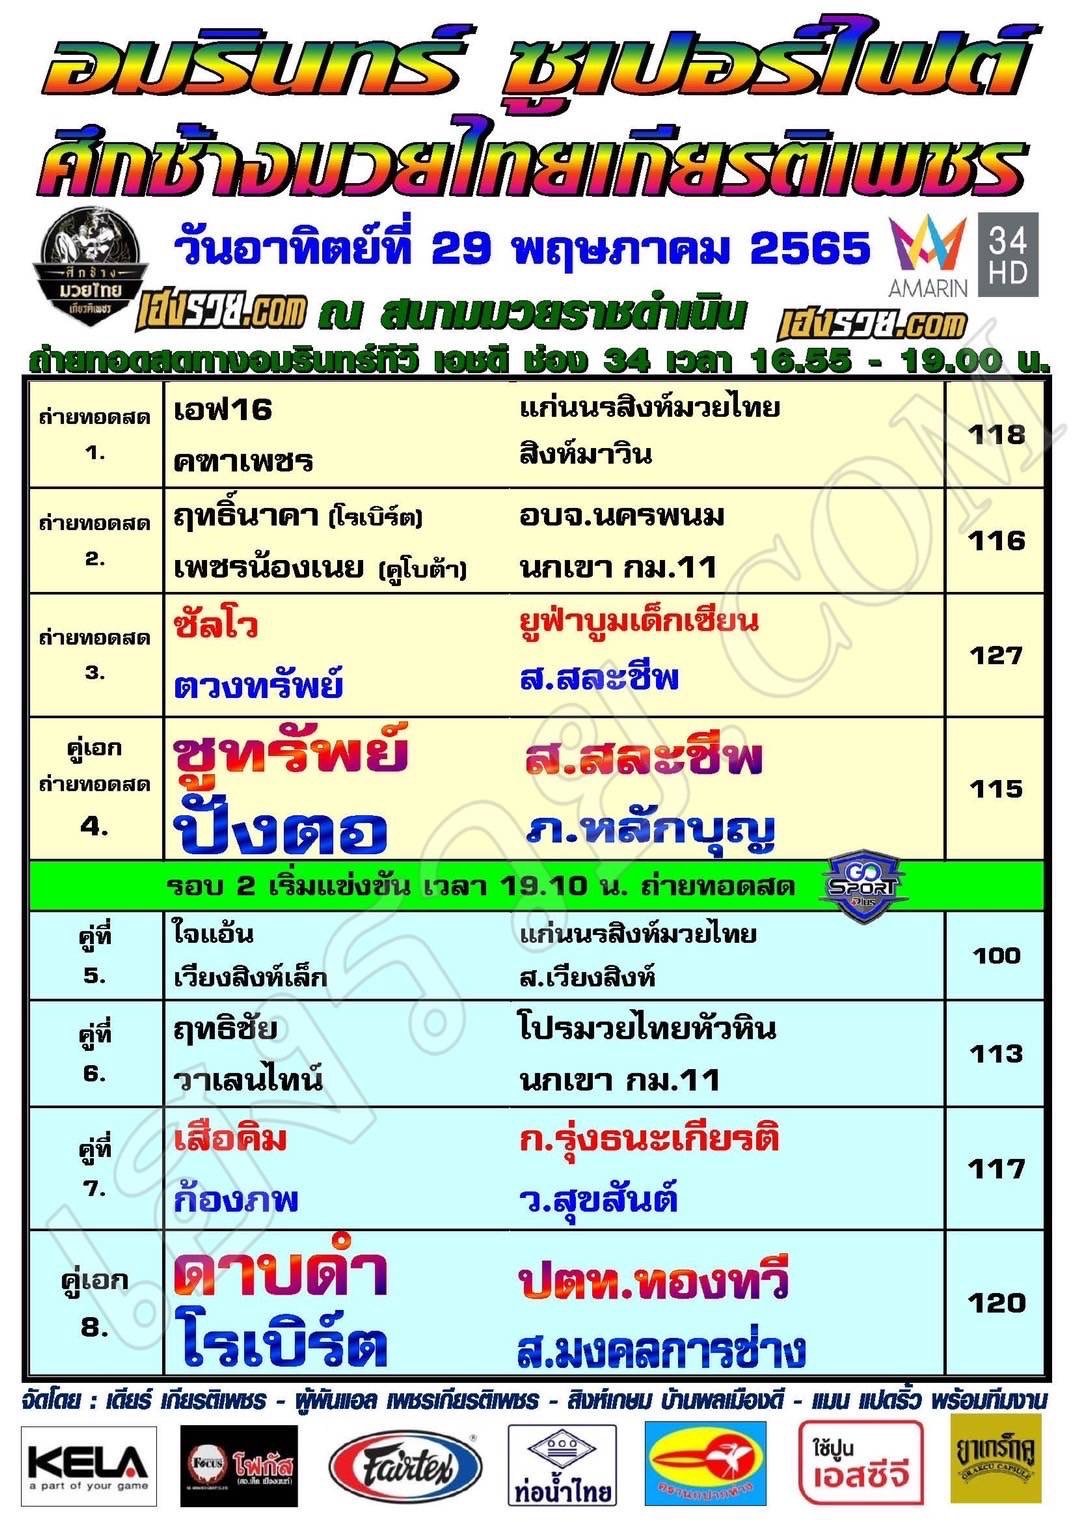 อมรินทร์ ซูเปอร์ไฟต์
ศึกช้างมวยไทยเกียรติเพชร
วันอาทิตย์ที่ 29 พฤษภาคม 2565
AMARIN
34
HD
ศึกช้าง
มวยไทย
เกียรติเพชร
เฮงรวย.com ณ สนามมวยราชดำเนิน เฮงรวย.com
ถ่ายทอดสดทางอมรินทร์ทีวี เอชดี ช่อง 34 เวลา 16.55 - 19.00 น.
ถ่ายทอดสด
1.
เอฟ16 แก่นนรสิงห์มวยไทย
คฑาเพชร สิงห์มาวิน
118
ถ่ายทอดสด
2.
ฤทธิ์นาคา (โรเบิร์ต) อบจ.นครพนม
เพชรน้องเนย (คูโบต้า) นกเขา กม.11
116
ถ่ายทอดสด
3.
ซัลโว ยูฟ่าบูมเด็กเซียน
ตวงทรัพย์ ส.สละชีพ
127
คู่เอก
ถ่ายทอดสด
4.
ชูทรัพย์ ส.สละชีพ
ปังตอ ภ.หลักบุญ
115
รอบ 2 เริ่มแข่งขัน เวลา 19.10 น. ถ่ายทอดสด GO SPORT Plus
คู่ที่
5.
ใจแอ้น แก่นนรสิงห์มวยไทย
เวียงสิงห์เล็ก ส.เวียงสิงห์
100
คู่ที่
6.
ฤทธิชัย โปรมวยไทยหัวหิน
วาเลนไทน์ นกเขา กม.11
113
คู่ที่
7.
เสือคิม ก.รุ่งธนะเกียรติ
ก้องภพ ว.สุขสันต์
117
คู่เอก
8.
ดาบดำ ปตท.ทองทวี
โรเบิร์ต ส.มงคลการช่าง
120
เฮงรวย.COM
จัดโดย : เดียร์ เกียรติเพชร - ผู้พันแอล เพชรเกียรติเพชร - สิงห์เกษม บ้านพลเมืองดี - แมน แปดริ้ว พร้อมทีมงาน
KELA
a part of your game
FOCUS
โฟกัส
Fairtex
ท่อน้ำไทย
ตรานกปากห่าง
ใช้ปูน
เอสซีจี
ยาเกร็กคู
GRAKCU CAPSULE